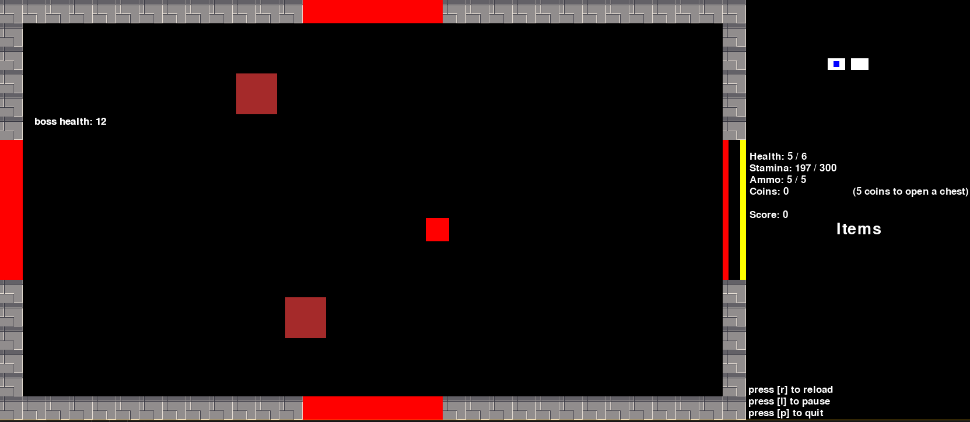 boss health: 12
Health: 5 / 6
Stamina: 197 / 300
Ammo: 5 / 5
Coins: 0 (5 coins to open a chest)
Score: 0
Items
press [r] to reload
press [l] to pause
press [p] to quit